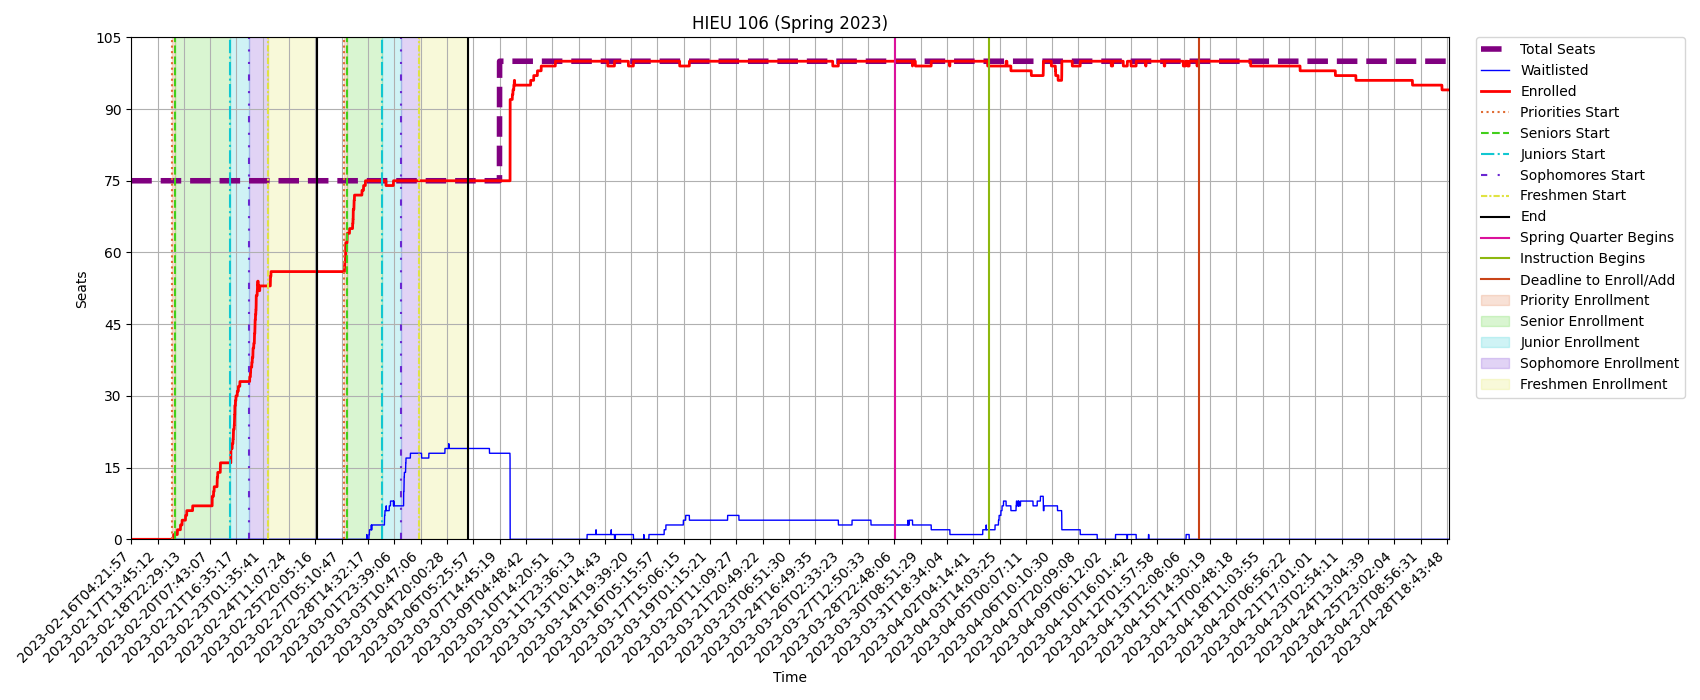 HIEU 106 (Spring 2023)
105
90
75
60
45
30
15
0
Seats
2023-02-16T04:21:57
2023-02-17T13:45:12
2023-02-18T22:29:13
2023-02-20T07:43:07
2023-02-21T16:35:17
2023-02-23T01:35:41
2023-02-24T11:07:24
2023-02-25T20:05:16
2023-02-27T05:10:47
2023-02-28T14:32:17
2023-03-01T23:39:06
2023-03-03T10:47:06
2023-03-04T20:00:28
2023-03-06T05:25:57
2023-03-07T14:45:19
2023-03-09T04:48:42
2023-03-10T14:20:51
2023-03-11T23:36:13
2023-03-13T10:14:43
2023-03-14T19:39:20
2023-03-16T05:15:57
2023-03-17T15:06:15
2023-03-19T01:15:21
2023-03-20T11:09:27
2023-03-21T20:49:22
2023-03-23T06:51:30
2023-03-24T16:49:35
2023-03-26T02:33:23
2023-03-27T12:50:33
2023-03-28T22:48:06
2023-03-30T08:51:29
2023-03-31T18:34:04
2023-04-02T04:14:41
2023-04-03T14:03:25
2023-04-05T00:07:11
2023-04-06T10:10:30
2023-04-07T20:09:08
2023-04-09T06:12:02
2023-04-10T16:01:42
2023-04-12T01:57:58
2023-04-13T12:08:06
2023-04-15T14:30:19
2023-04-17T00:48:18
2023-04-18T11:03:55
2023-04-20T06:56:22
2023-04-21T17:01:01
2023-04-23T02:54:11
2023-04-24T13:04:39
2023-04-25T23:02:04
2023-04-27T08:56:31
2023-04-28T18:43:48
Time
Total Seats
Waitlisted
Enrolled
Priorities Start
Seniors Start
Juniors Start
Sophomores Start
Freshmen Start
End
Spring Quarter Begins
Instruction Begins
Deadline to Enroll/Add
Priority Enrollment
Senior Enrollment
Junior Enrollment
Sophomore Enrollment
Freshmen Enrollment